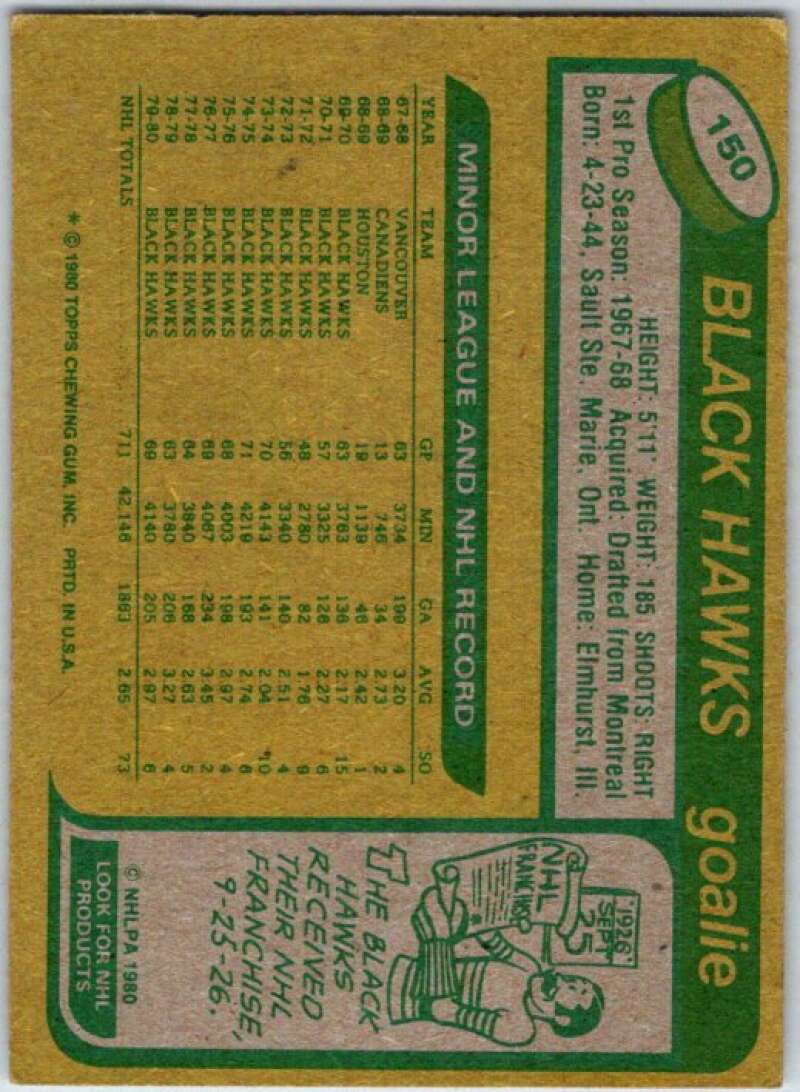 150 BLACK HAWKS goalie
HEIGHT: 5'11" WEIGHT: 185 SHOOTS: RIGHT
1st Pro Season: 1967-68 Acquired: Drafted from Montreal
Born: 4-23-44, Sault Ste. Marie, Ont. Home: Elmhurst, Ill.
MINOR LEAGUE AND NHL RECORD
YEAR TEAM GP MIN GA AVG SO
67-68 VANCOUVER 63 3734 199 3.20 4
68-69 CANADIENS 13 746 34 2.73 2
68-69 HOUSTON 19 1139 46 2.42 1
69-70 BLACK HAWKS 63 3763 136 2.17 15
70-71 BLACK HAWKS 57 3325 126 2.27 6
71-72 BLACK HAWKS 48 2780 82 1.76 9
72-73 BLACK HAWKS 56 3340 140 2.51 4
73-74 BLACK HAWKS 70 4143 141 2.04 10
74-75 BLACK HAWKS 71 4219 193 2.74 6
75-76 BLACK HAWKS 68 4003 198 2.97 4
76-77 BLACK HAWKS 69 4067 234 3.45 2
77-78 BLACK HAWKS 64 3840 168 2.63 5
78-79 BLACK HAWKS 63 3780 206 3.27 4
79-80 BLACK HAWKS 69 4140 205 2.97 6
NHL TOTALS 711 42,146 1863 2.65 73
* © 1980 TOPPS CHEWING GUM, INC. PRTD. IN U.S.A.
1926
SEPT
25
NHL
FRANCHISE
THE BLACK
HAWKS
RECEIVED
THEIR NHL
FRANCHISE,
9-25-26.
© NHLPA 1980
LOOK FOR NHL
PRODUCTS